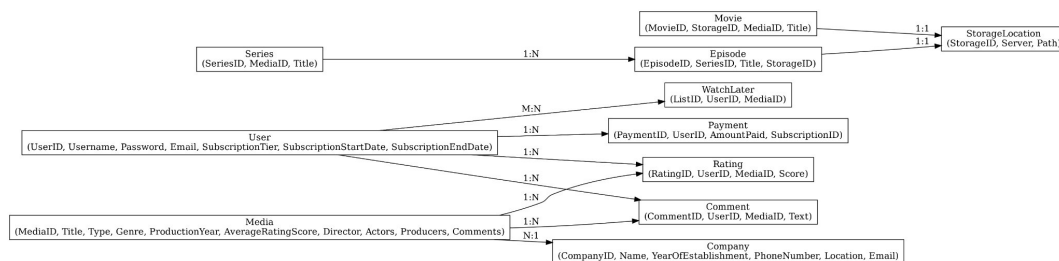 Movie
(MovieID, StorageID, MediaID, Title)
1:1
StorageLocation
(StorageID, Server, Path)
1:1
Series
(SeriesID, MediaID, Title)
1:N
Episode
(EpisodeID, SeriesID, Title, StorageID)
WatchLater
(ListID, UserID, MediaID)
M:N
User
(UserID, Username, Password, Email, SubscriptionTier, SubscriptionStartDate, SubscriptionEndDate)
1:N
Payment
(PaymentID, UserID, AmountPaid, SubscriptionID)
1:N
Rating
(RatingID, UserID, MediaID, Score)
1:N
1:N
Comment
(CommentID, UserID, MediaID, Text)
Media
(MediaID, Title, Type, Genre, ProductionYear, AverageRatingScore, Director, Actors, Producers, Comments)
1:N
N:1
Company
(CompanyID, Name, YearOfEstablishment, PhoneNumber, Location, Email)